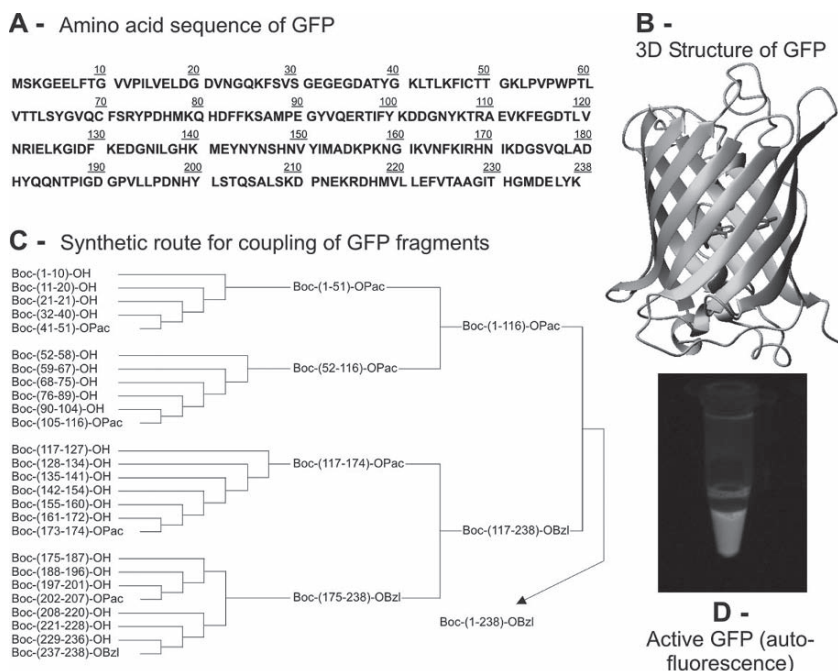 A - Amino acid sequence of GFP
10 20 30 40 50 60
MSKGEELFTG VVPILVELDG DVNGQKFSVS GEGEGDATYG KLTLKFICTT GKLPVPWPTL
70 80 90 100 110 120
VTTLSYGVQC FSRYPDHMKQ HDFFKSAMPE GYVQERTIFY KDDGNYKTRA EVKFEGDTLV
130 140 150 160 170 180
NRIELKGIDF KEDGNILGHK MEYNYNSHNV YIMADKPKNG IKVNFKIRHN IKDGSVQLAD
190 200 210 220 230 238
HYQQNTPIGD GPVLLPDNHY LSTQSALSKD PNEKRDHMVL LEFVTAAGIT HGMDELYK
B -
3D Structure of GFP
C - Synthetic route for coupling of GFP fragments
Boc-(1-10)-OH
Boc-(11-20)-OH
Boc-(21-21)-OH
Boc-(32-40)-OH
Boc-(41-51)-OPac
Boc-(1-51)-OPac
Boc-(52-58)-OH
Boc-(59-67)-OH
Boc-(68-75)-OH
Boc-(76-89)-OH
Boc-(90-104)-OH
Boc-(105-116)-OPac
Boc-(52-116)-OPac
Boc-(1-116)-OPac
Boc-(117-127)-OH
Boc-(128-134)-OH
Boc-(135-141)-OH
Boc-(142-154)-OH
Boc-(155-160)-OH
Boc-(161-172)-OH
Boc-(173-174)-OPac
Boc-(117-174)-OPac
Boc-(175-187)-OH
Boc-(188-196)-OH
Boc-(197-201)-OH
Boc-(202-207)-OPac
Boc-(208-220)-OH
Boc-(221-228)-OH
Boc-(229-236)-OH
Boc-(237-238)-OBzl
Boc-(175-238)-OBzl
Boc-(117-238)-OBzl
Boc-(1-238)-OBzl
D -
Active GFP (auto-
fluorescence)